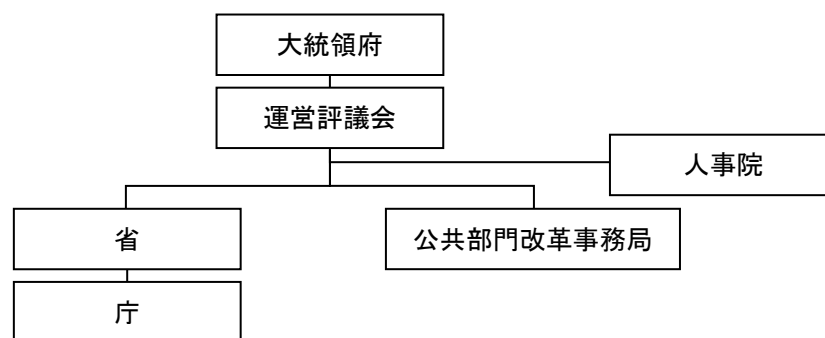 大統領府
運営評議会
人事院
省
公共部門改革事務局
庁